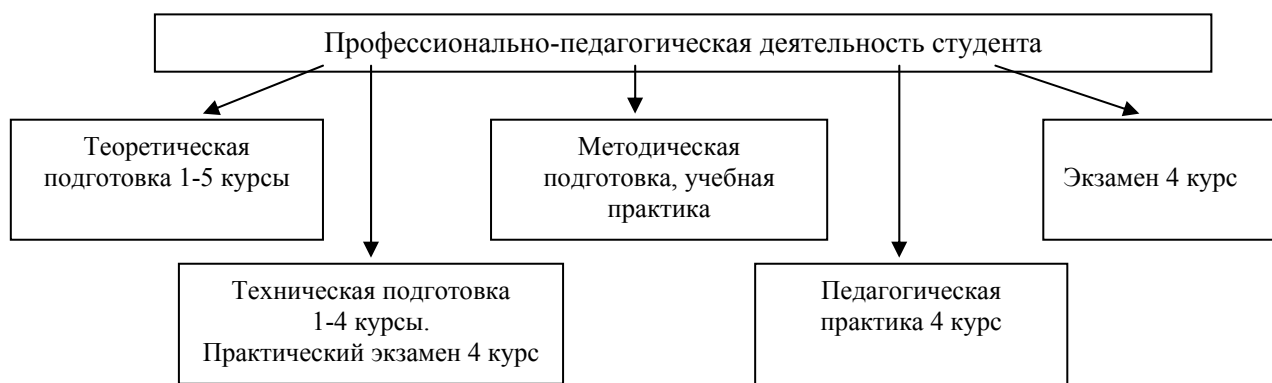 Профессионально-педагогическая деятельность студента
Теоретическая
подготовка 1-5 курсы
Методическая
подготовка, учебная
практика
Экзамен 4 курс
Техническая подготовка
1-4 курсы.
Практический экзамен 4 курс
Педагогическая
практика 4 курс